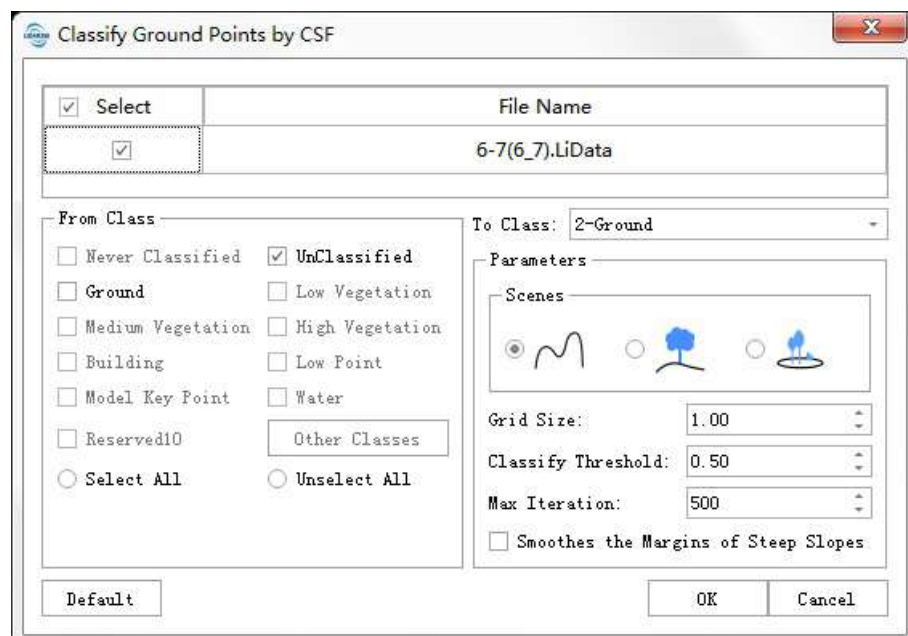 Classify Ground Points by CSF
Select File Name
6-7(6_7).LiData
From Class
Never Classified UnClassified
Ground Low Vegetation
Medium Vegetation High Vegetation
Building Low Point
Model Key Point Water
Reserved10 Other Classes
Select All Unselect All
To Class: 2-Ground
Parameters
Scenes
Grid Size: 1.00
Classify Threshold: 0.50
Max Iteration: 500
Smoothes the Margins of Steep Slopes
Default OK Cancel